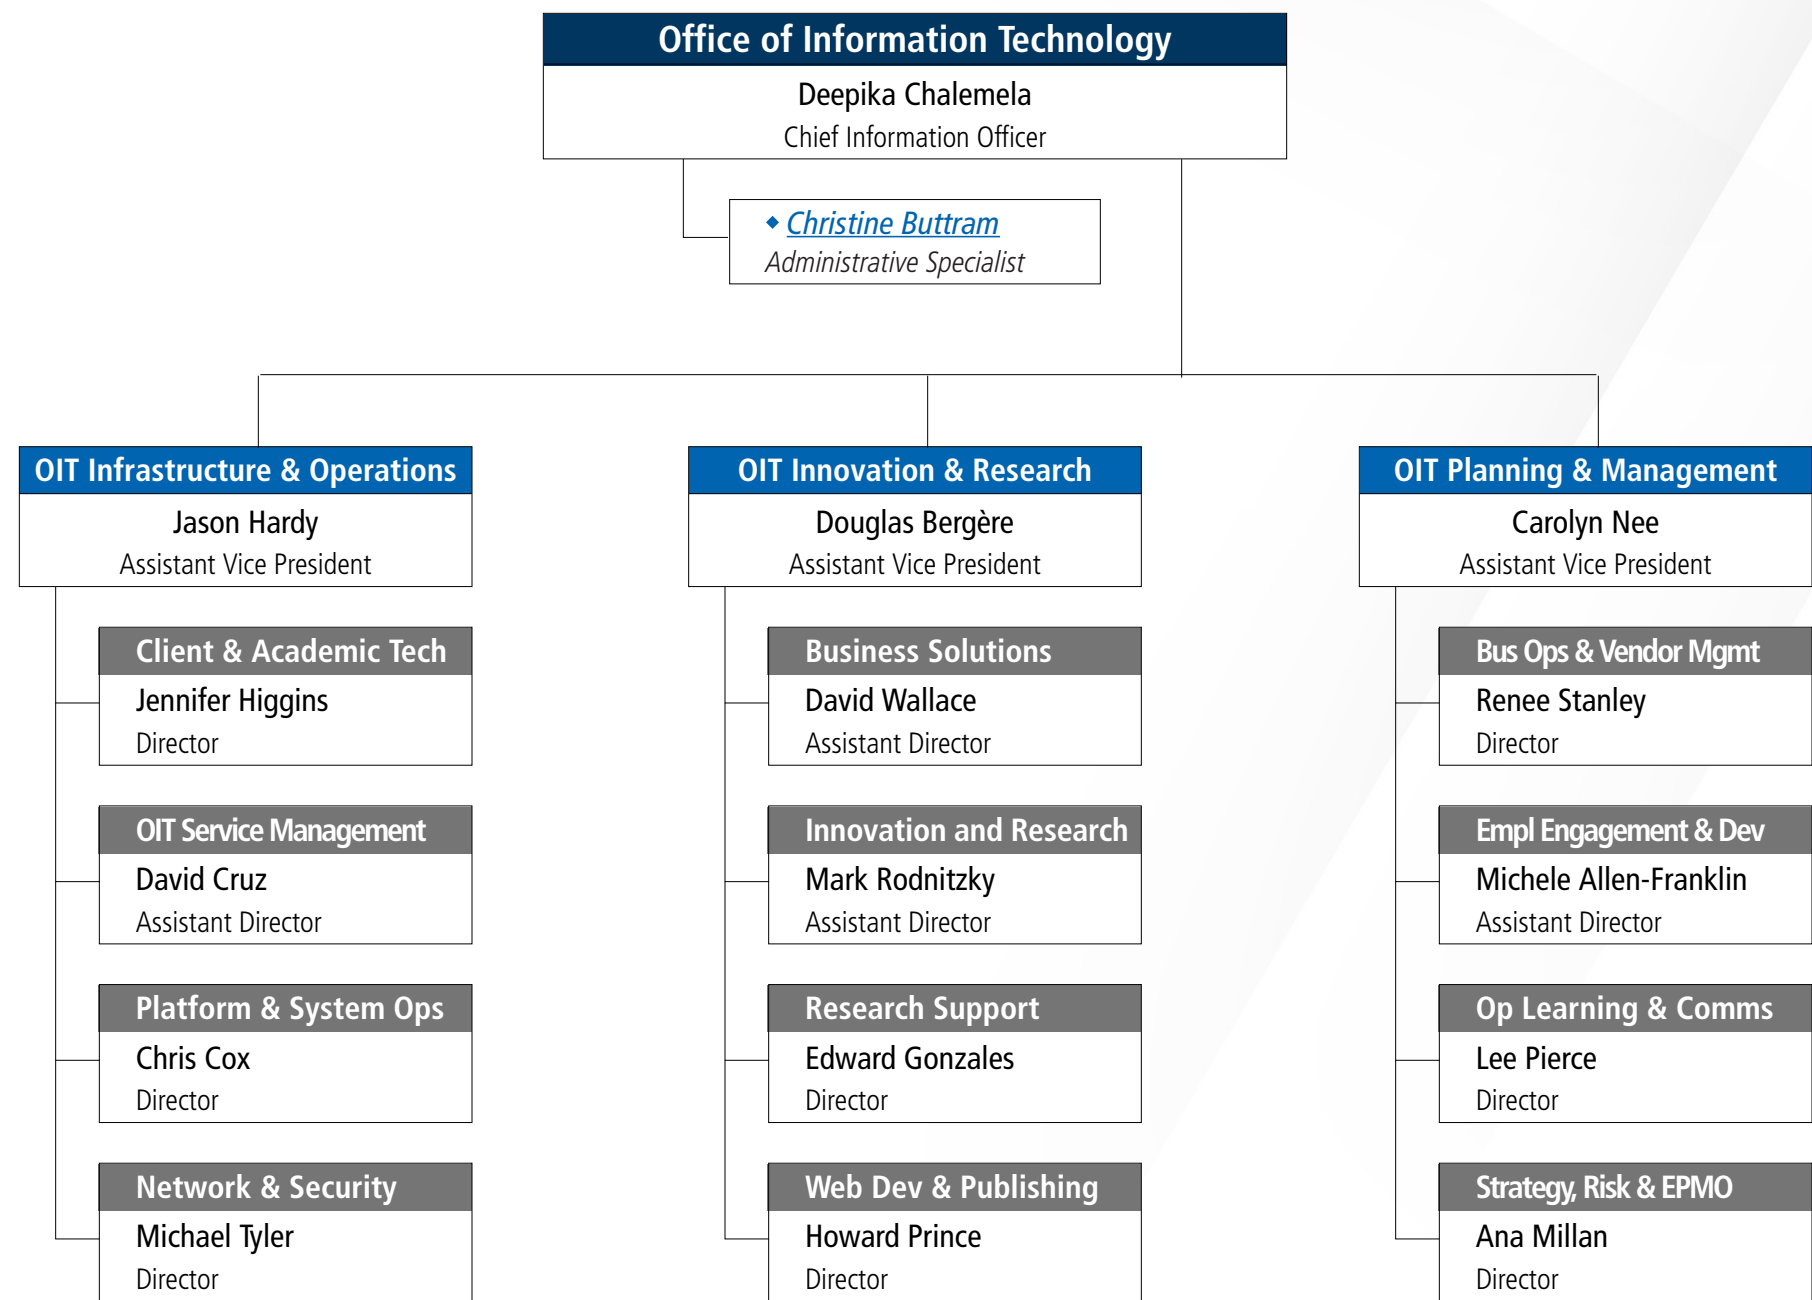 Office of Information Technology
Deepika Chalemela
Chief Information Officer
◆ Christine Buttram
Administrative Specialist
OIT Infrastructure & Operations
Jason Hardy
Assistant Vice President
Client & Academic Tech
Jennifer Higgins
Director
OIT Service Management
David Cruz
Assistant Director
Platform & System Ops
Chris Cox
Director
Network & Security
Michael Tyler
Director
OIT Innovation & Research
Douglas Bergère
Assistant Vice President
Business Solutions
David Wallace
Assistant Director
Innovation and Research
Mark Rodnitzky
Assistant Director
Research Support
Edward Gonzales
Director
Web Dev & Publishing
Howard Prince
Director
OIT Planning & Management
Carolyn Nee
Assistant Vice President
Bus Ops & Vendor Mgmt
Renee Stanley
Director
Empl Engagement & Dev
Michele Allen-Franklin
Assistant Director
Op Learning & Comms
Lee Pierce
Director
Strategy, Risk & EPMO
Ana Millan
Director